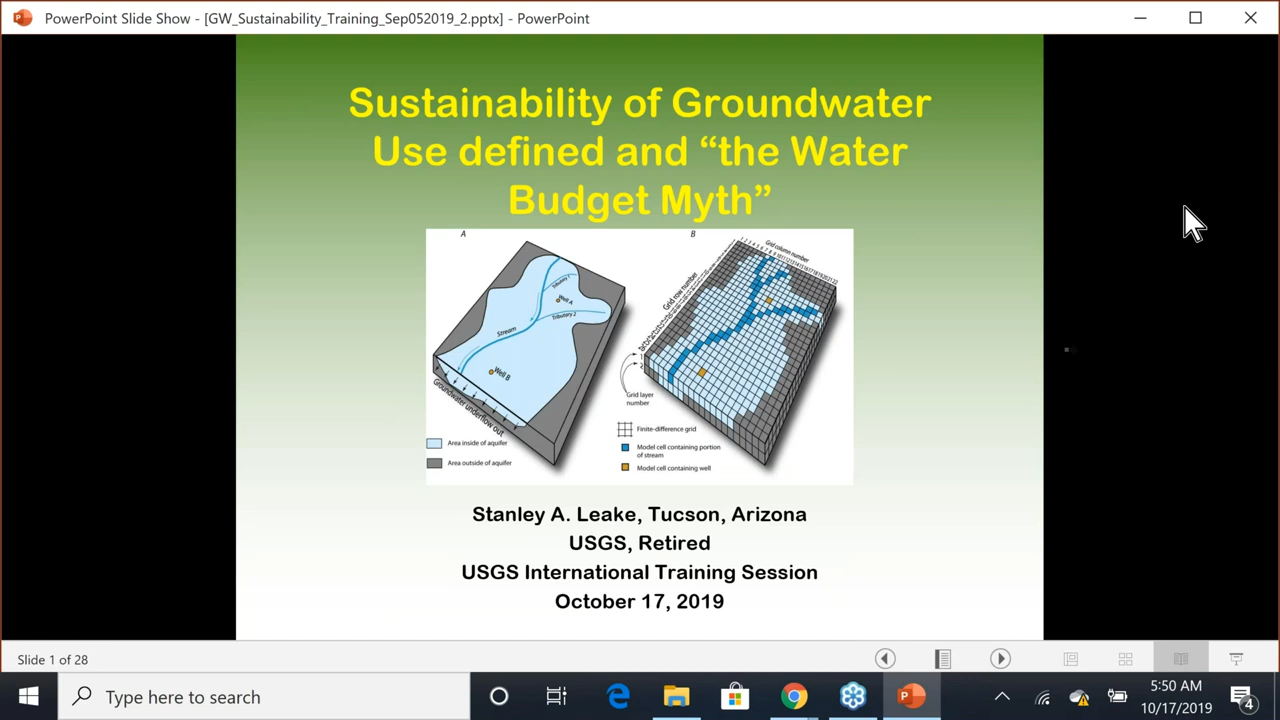 PowerPoint Slide Show - [GW_Sustainability_Training_Sep052019_2.pptx] - PowerPoint
Sustainability of Groundwater
Use defined and “the Water
Budget Myth”
A
Tributary 1
Well A
Tributary 2
Stream
Well B
Groundwater underflow out
Area inside of aquifer
Area outside of aquifer
B
Grid column number
Grid row number
Grid layer
number
Finite-difference grid
Model cell containing portion
of stream
Model cell containing well
Stanley A. Leake, Tucson, Arizona
USGS, Retired
USGS International Training Session
October 17, 2019
Slide 1 of 28
Type here to search
5:50 AM
10/17/2019
4